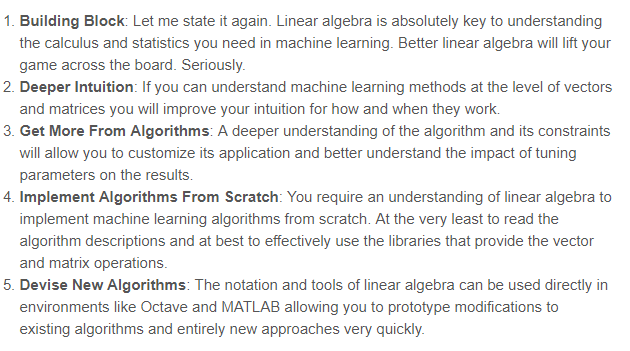 1. Building Block: Let me state it again. Linear algebra is absolutely key to understanding
the calculus and statistics you need in machine learning. Better linear algebra will lift your
game across the board. Seriously.
2. Deeper Intuition: If you can understand machine learning methods at the level of vectors
and matrices you will improve your intuition for how and when they work.
3. Get More From Algorithms: A deeper understanding of the algorithm and its constraints
will allow you to customize its application and better understand the impact of tuning
parameters on the results.
4. Implement Algorithms From Scratch: You require an understanding of linear algebra to
implement machine learning algorithms from scratch. At the very least to read the
algorithm descriptions and at best to effectively use the libraries that provide the vector
and matrix operations.
5. Devise New Algorithms: The notation and tools of linear algebra can be used directly in
environments like Octave and MATLAB allowing you to prototype modifications to
existing algorithms and entirely new approaches very quickly.